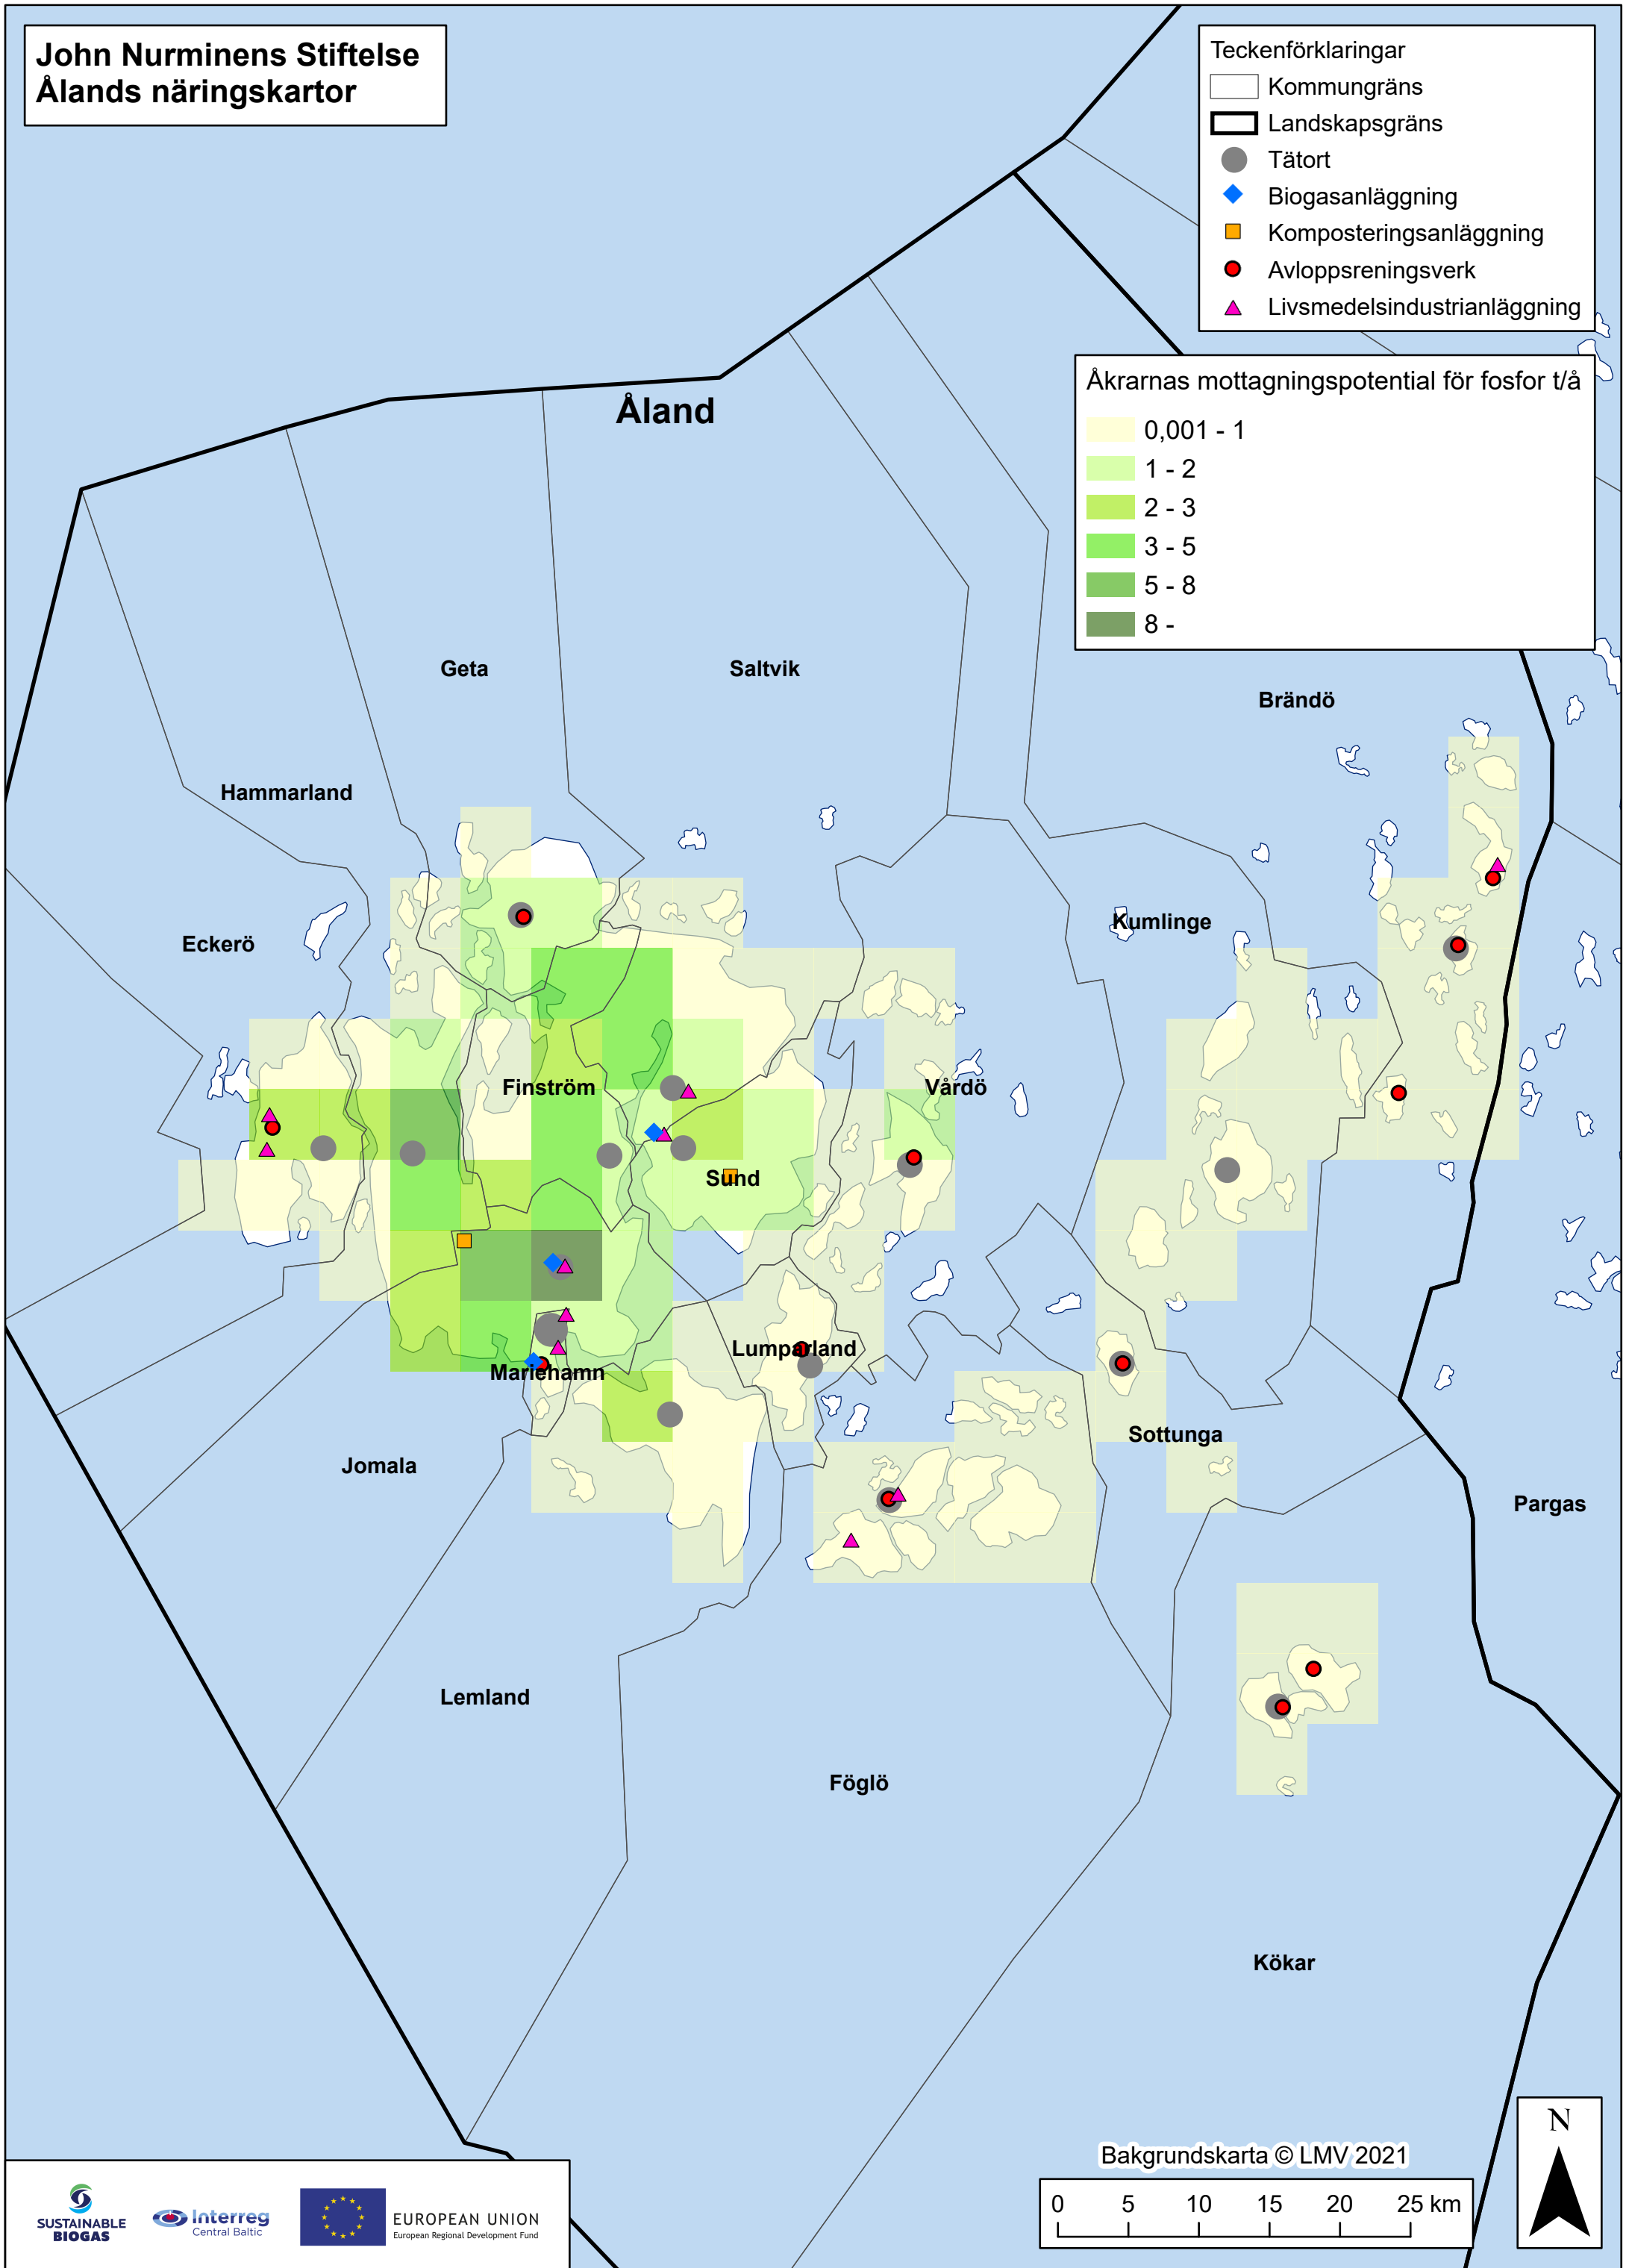 John Nurminens Stiftelse
Ålands näringskartor
Teckenförklaringar
Kommungräns
Landskapsgräns
Tätort
Biogasanläggning
Komposteringsanläggning
Avloppsreningsverk
Livsmedelsindustrianläggning
Åkrarnas mottagningspotential för fosfor t/å
0,001 - 1
1 - 2
2 - 3
3 - 5
5 - 8
8 -
Åland
Geta
Saltvik
Brändö
Hammarland
Kumlinge
Eckerö
Finström
Vårdö
Sund
Lumparland
Mariehamn
Sottunga
Jomala
Pargas
Lemland
Föglö
Kökar
N
Bakgrundskarta © LMV 2021
0 5 10 15 20 25 km
SUSTAINABLE
BIOGAS
Interreg
Central Baltic
EUROPEAN UNION
European Regional Development Fund